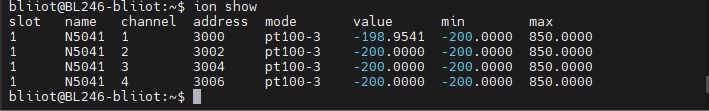 bliiot@BL246-bliiot:~$ ion show
slot name channel address mode value min max
1 N5041 1 3000 pt100-3 -198.9541 -200.0000 850.0000
1 N5041 2 3002 pt100-3 -200.0000 -200.0000 850.0000
1 N5041 3 3004 pt100-3 -200.0000 -200.0000 850.0000
1 N5041 4 3006 pt100-3 -200.0000 -200.0000 850.0000
bliiot@BL246-bliiot:~$